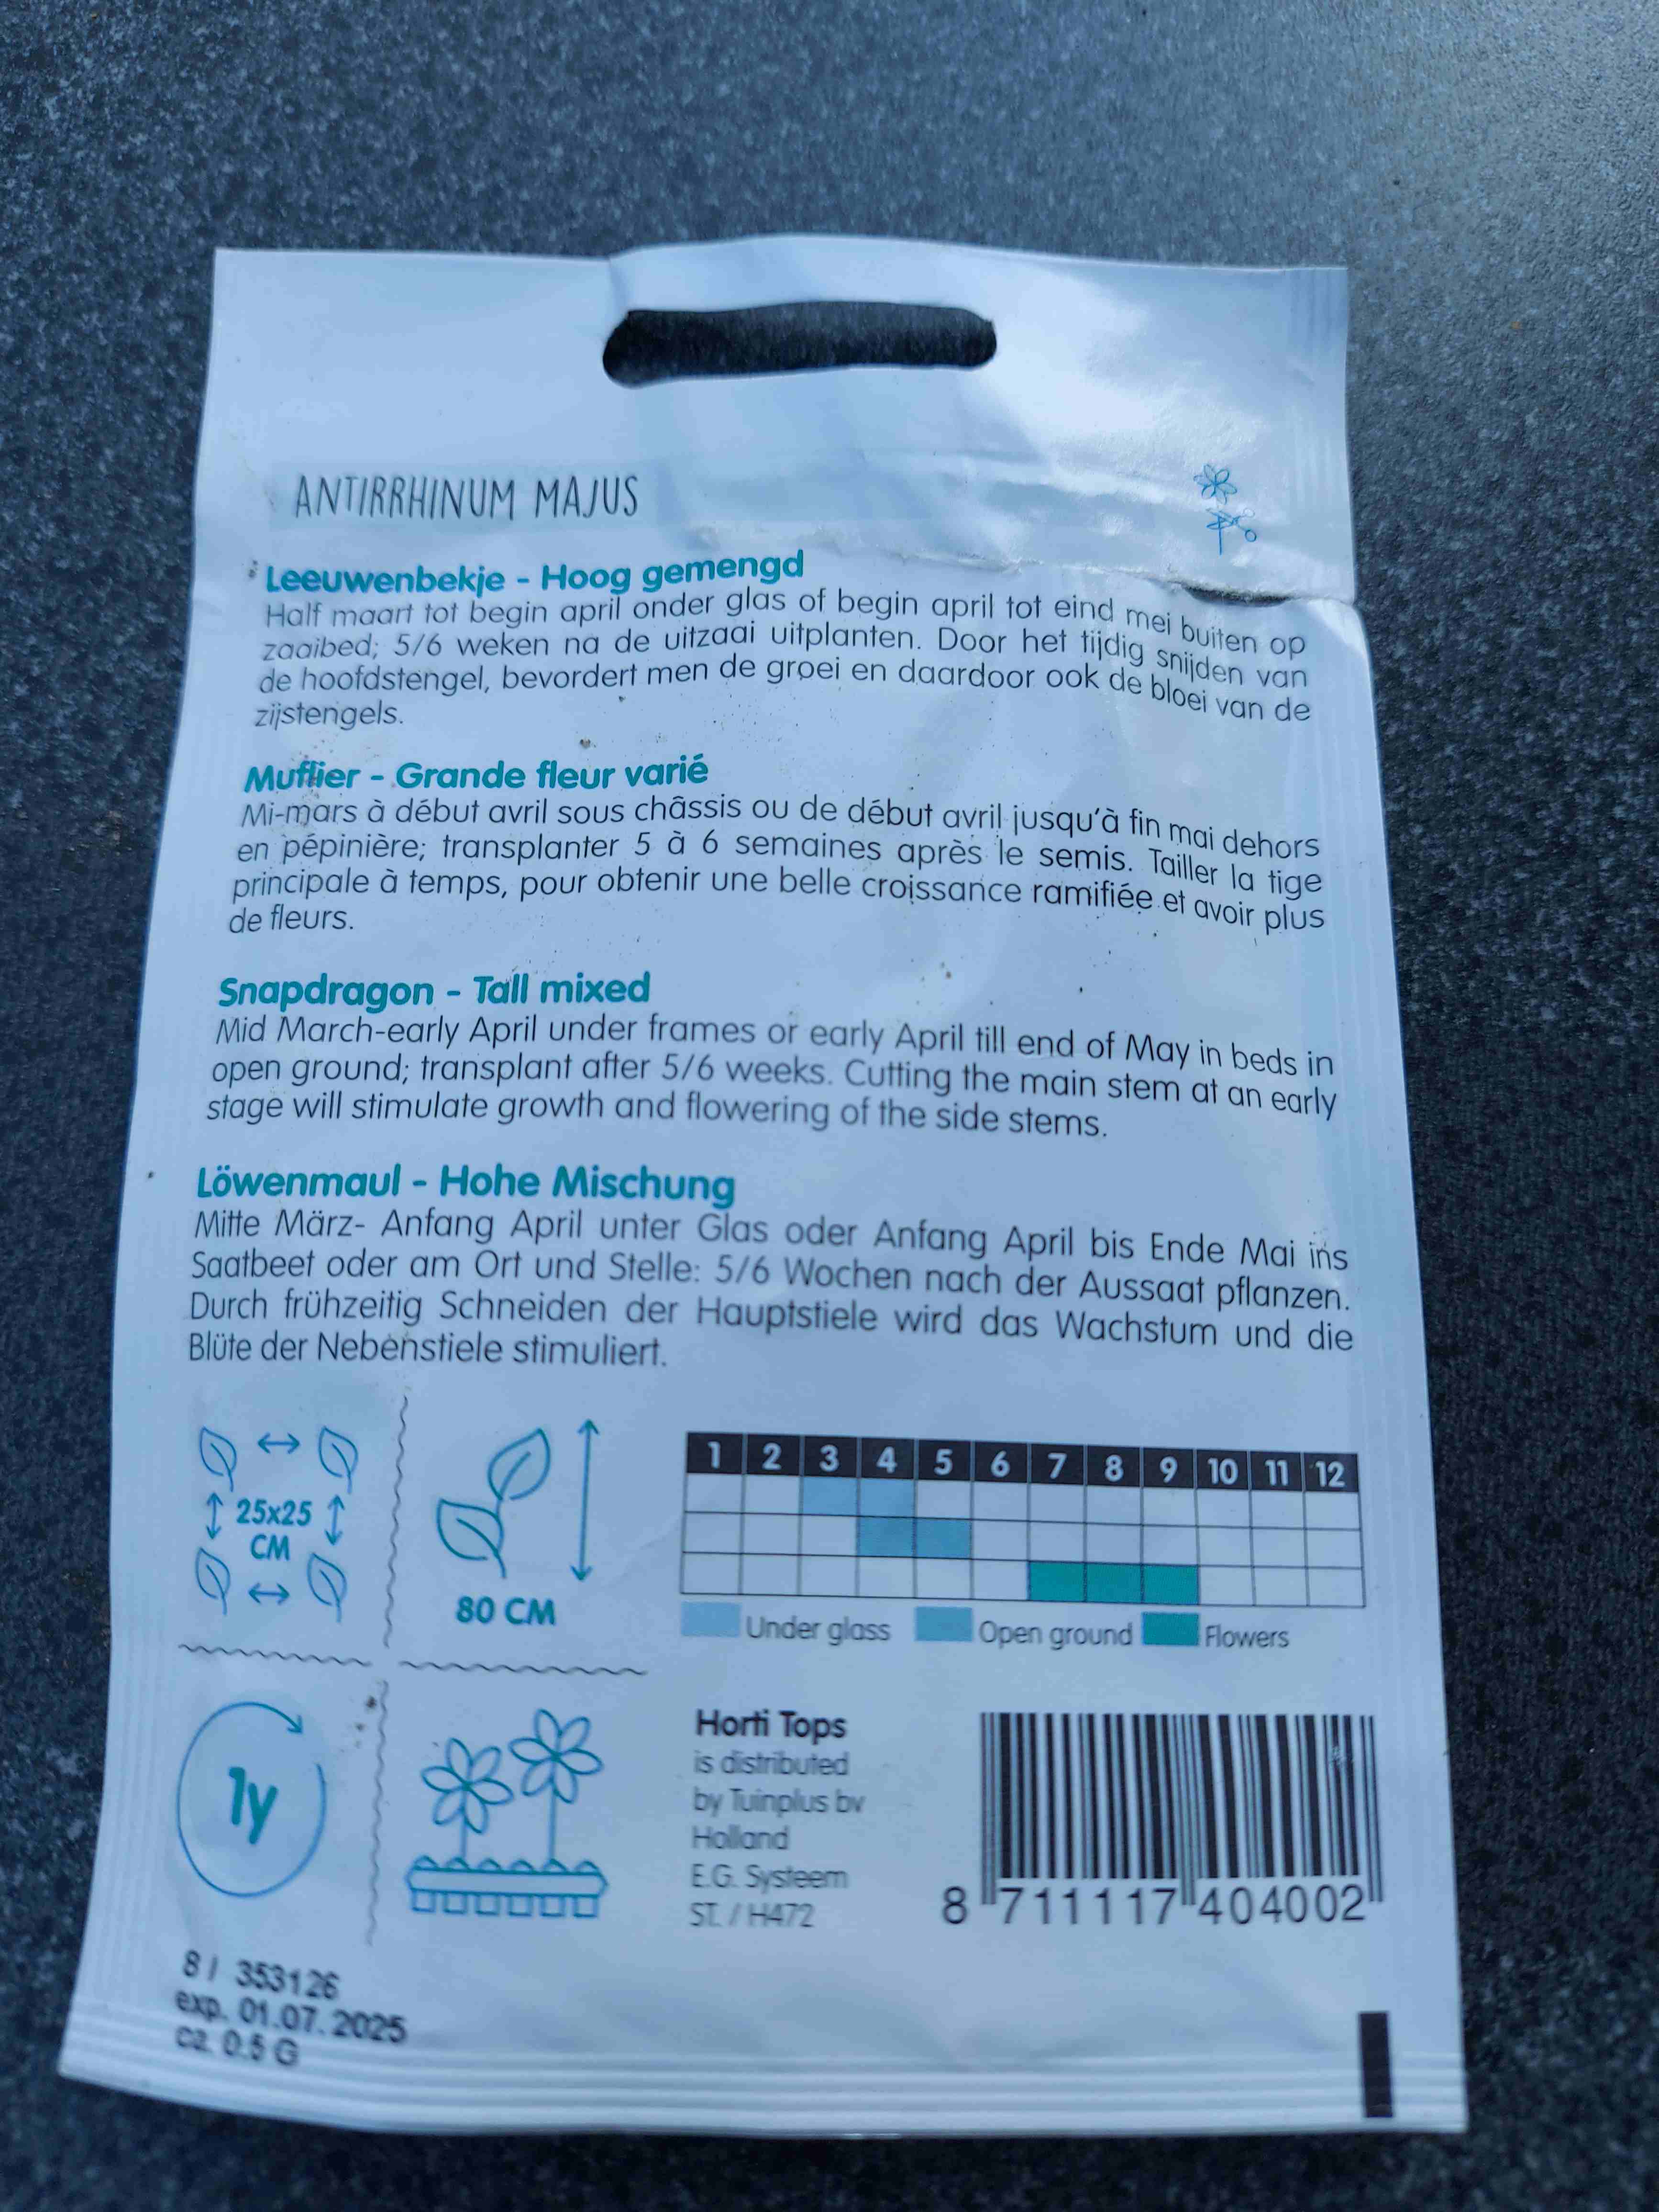 ANTIRRHINUM MAJUS
Leeuwenbekje - Hoog gemengd
Half maart tot begin april onder glas of begin april tot eind mei buiten op
zaaibed; 5/6 weken na de uitzaai uitplanten. Door het tijdig snijden van
de hoofdstengel, bevordert men de groei en daardoor ook de bloei van de
zijstengels.
Muflier - Grande fleur varié
Mi-mars à début avril sous châssis ou de début avril jusqu'à fin mai dehors
en pépinière; transplanter 5 à 6 semaines après le semis. Tailler la tige
principale à temps, pour obtenir une belle croissance ramifiée et avoir plus
de fleurs.
Snapdragon - Tall mixed
Mid March-early April under frames or early April till end of May in beds in
open ground; transplant after 5/6 weeks. Cutting the main stem at an early
stage will stimulate growth and flowering of the side stems.
Löwenmaul - Hohe Mischung
Mitte März- Anfang April unter Glas oder Anfang April bis Ende Mai ins
Saatbeet oder am Ort und Stelle: 5/6 Wochen nach der Aussaat pflanzen.
Durch frühzeitig Schneiden der Hauptstiele wird das Wachstum und die
Blüte der Nebenstiele stimuliert.
25x25
CM
80 CM
1 2 3 4 5 6 7 8 9 10 11 12
Under glass Open ground Flowers
1y
Horti Tops
is distributed
by Tuinplus bv
Holland
E.G. Systeem
ST. / H472
8 711117 404002
8 / 353126
exp. 01.07.2025
ca. 0.5 G